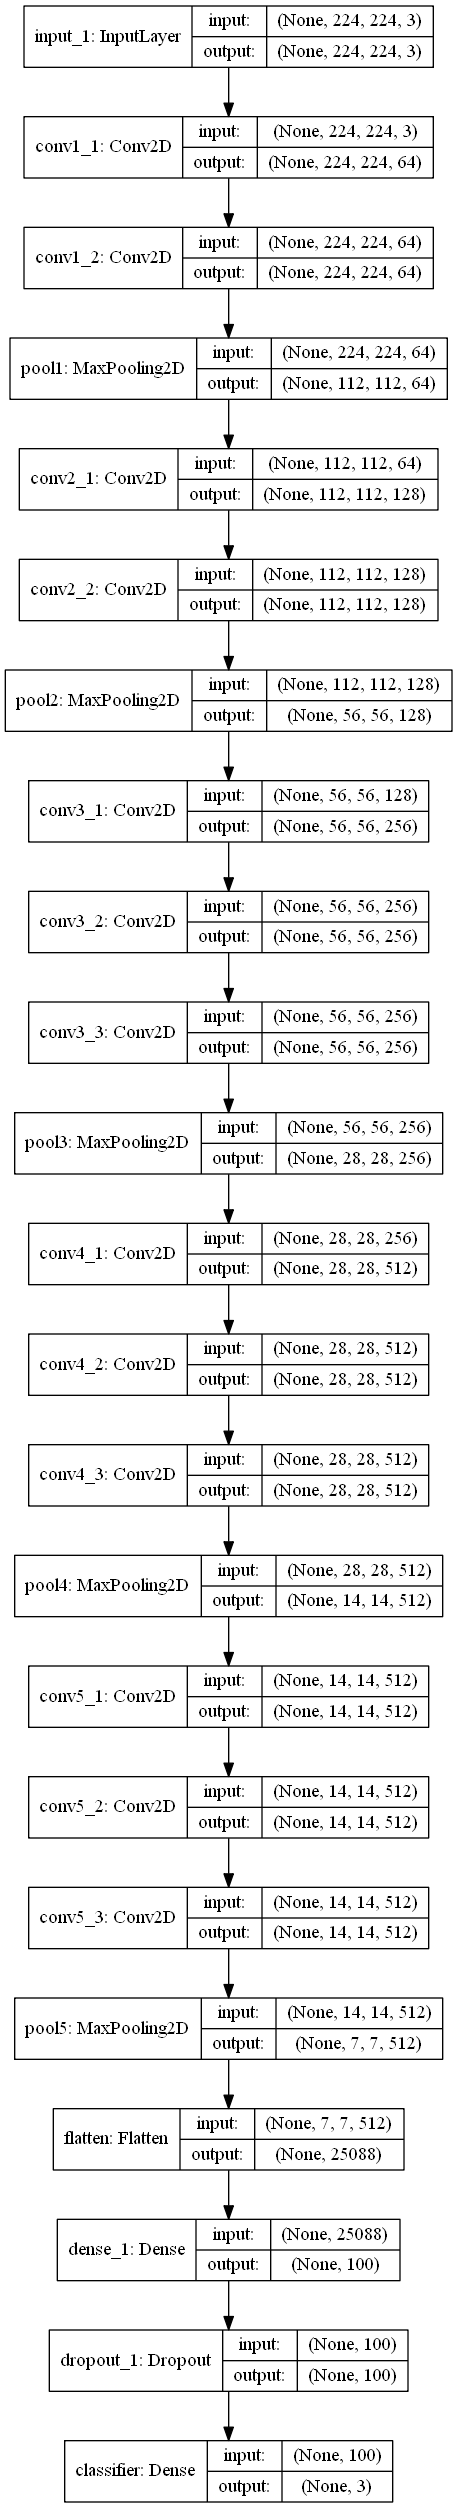 input_1: InputLayer
input: (None, 224, 224, 3)
output: (None, 224, 224, 3)
conv1_1: Conv2D
input: (None, 224, 224, 3)
output: (None, 224, 224, 64)
conv1_2: Conv2D
input: (None, 224, 224, 64)
output: (None, 224, 224, 64)
pool1: MaxPooling2D
input: (None, 224, 224, 64)
output: (None, 112, 112, 64)
conv2_1: Conv2D
input: (None, 112, 112, 64)
output: (None, 112, 112, 128)
conv2_2: Conv2D
input: (None, 112, 112, 128)
output: (None, 112, 112, 128)
pool2: MaxPooling2D
input: (None, 112, 112, 128)
output: (None, 56, 56, 128)
conv3_1: Conv2D
input: (None, 56, 56, 128)
output: (None, 56, 56, 256)
conv3_2: Conv2D
input: (None, 56, 56, 256)
output: (None, 56, 56, 256)
conv3_3: Conv2D
input: (None, 56, 56, 256)
output: (None, 56, 56, 256)
pool3: MaxPooling2D
input: (None, 56, 56, 256)
output: (None, 28, 28, 256)
conv4_1: Conv2D
input: (None, 28, 28, 256)
output: (None, 28, 28, 512)
conv4_2: Conv2D
input: (None, 28, 28, 512)
output: (None, 28, 28, 512)
conv4_3: Conv2D
input: (None, 28, 28, 512)
output: (None, 28, 28, 512)
pool4: MaxPooling2D
input: (None, 28, 28, 512)
output: (None, 14, 14, 512)
conv5_1: Conv2D
input: (None, 14, 14, 512)
output: (None, 14, 14, 512)
conv5_2: Conv2D
input: (None, 14, 14, 512)
output: (None, 14, 14, 512)
conv5_3: Conv2D
input: (None, 14, 14, 512)
output: (None, 14, 14, 512)
pool5: MaxPooling2D
input: (None, 14, 14, 512)
output: (None, 7, 7, 512)
flatten: Flatten
input: (None, 7, 7, 512)
output: (None, 25088)
dense_1: Dense
input: (None, 25088)
output: (None, 100)
dropout_1: Dropout
input: (None, 100)
output: (None, 100)
classifier: Dense
input: (None, 100)
output: (None, 3)